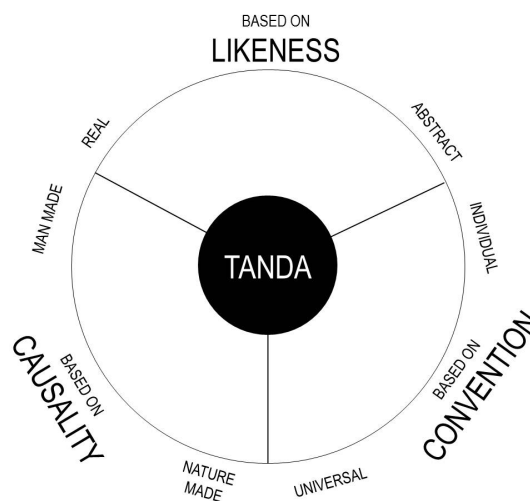 BASED ON
LIKENESS
REAL
ABSTRACT
MAN MADE
INDIVIDUAL
TANDA
BASED ON
CAUSALITY
BASED ON
CONVENTION
NATURE
MADE
UNIVERSAL